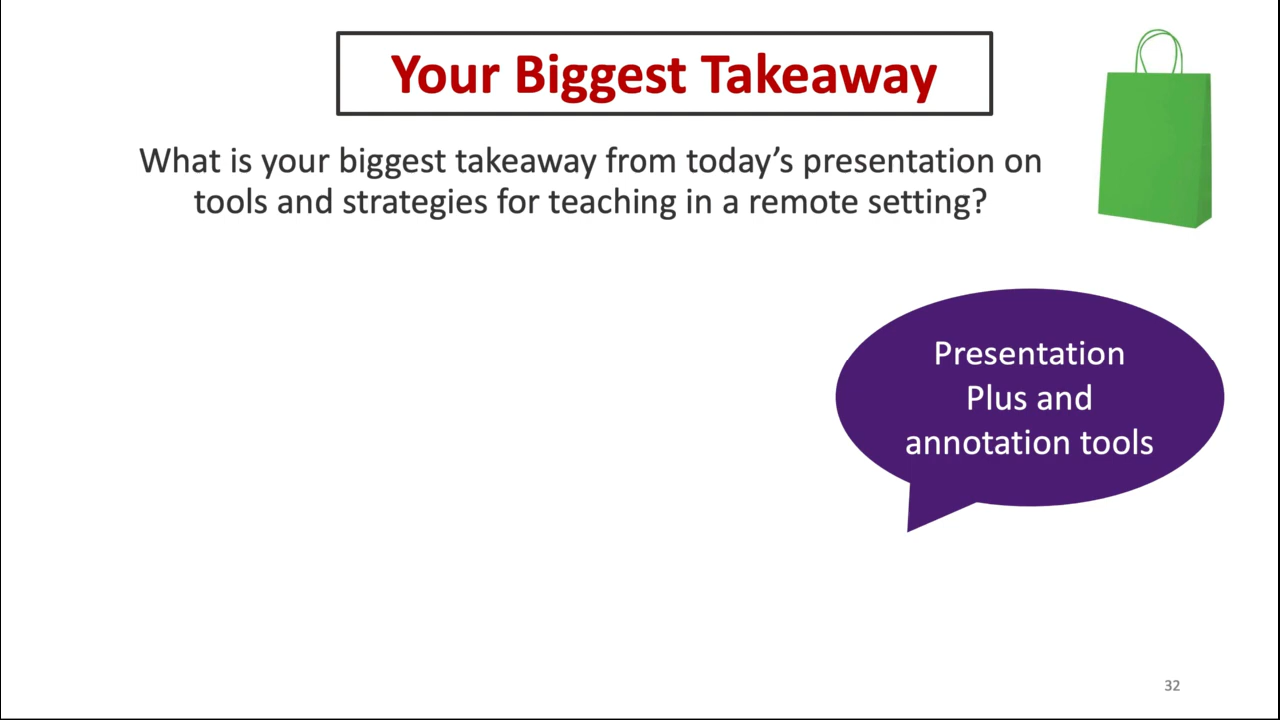 Your Biggest Takeaway
What is your biggest takeaway from today’s presentation on
tools and strategies for teaching in a remote setting?
Presentation
Plus and
annotation tools
32